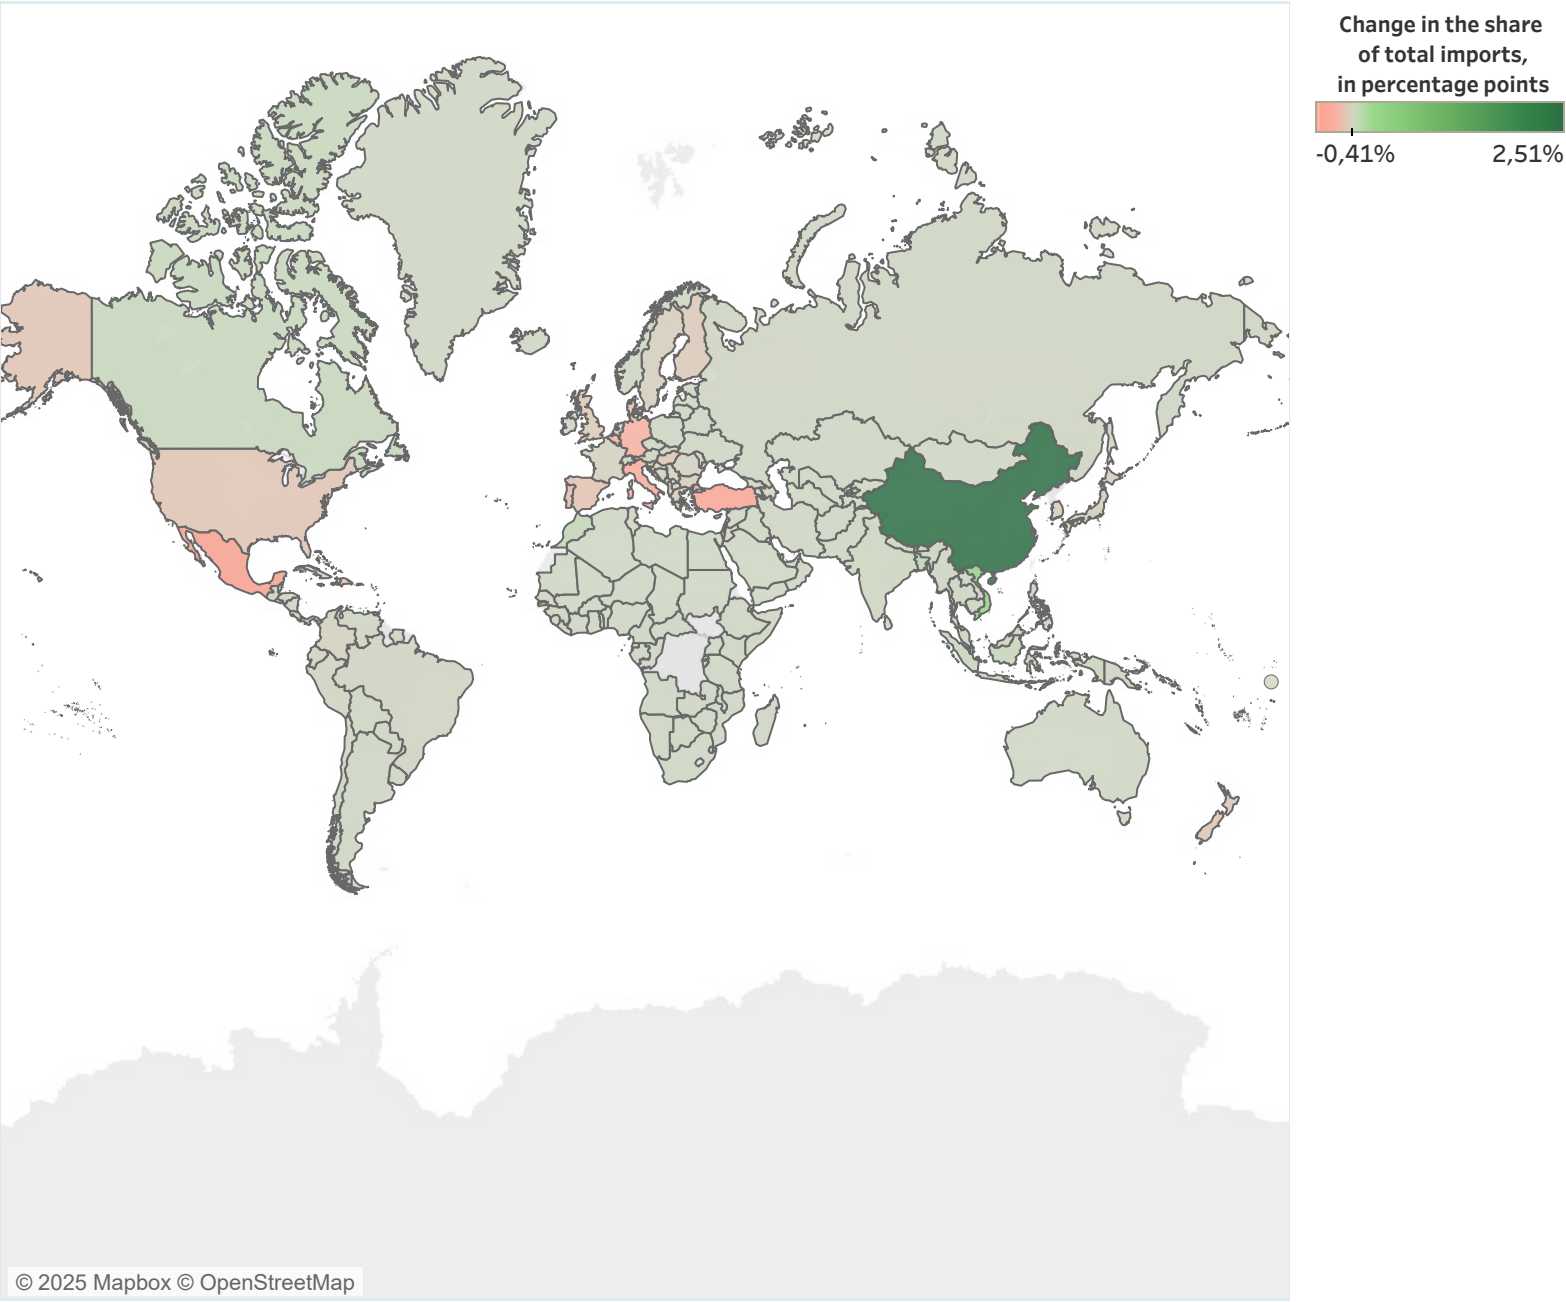 Change in the share
of total imports,
in percentage points
-0,41% 2,51%
© 2025 Mapbox © OpenStreetMap